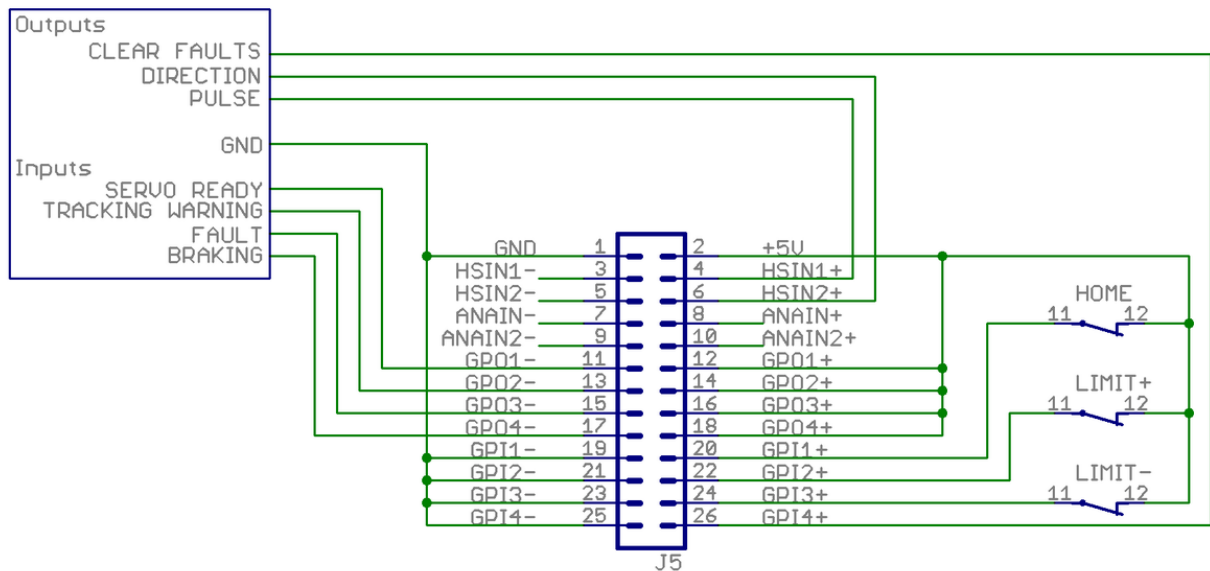 Outputs
CLEAR FAULTS
DIRECTION
PULSE
GND
Inputs
SERVO READY
TRACKING WARNING
FAULT
BRAKING
GND 1 2 +5V
HSIN1- 3 4 HSIN1+
HSIN2- 5 6 HSIN2+
ANAIN- 7 8 ANAIN+
ANAIN2- 9 10 ANAIN2+
GPO1- 11 12 GPO1+
GPO2- 13 14 GPO2+
GPO3- 15 16 GPO3+
GPO4- 17 18 GPO4+
GPI1- 19 20 GPI1+
GPI2- 21 22 GPI2+
GPI3- 23 24 GPI3+
GPI4- 25 26 GPI4+
J5
HOME
11 12
LIMIT+
11 12
LIMIT-
11 12